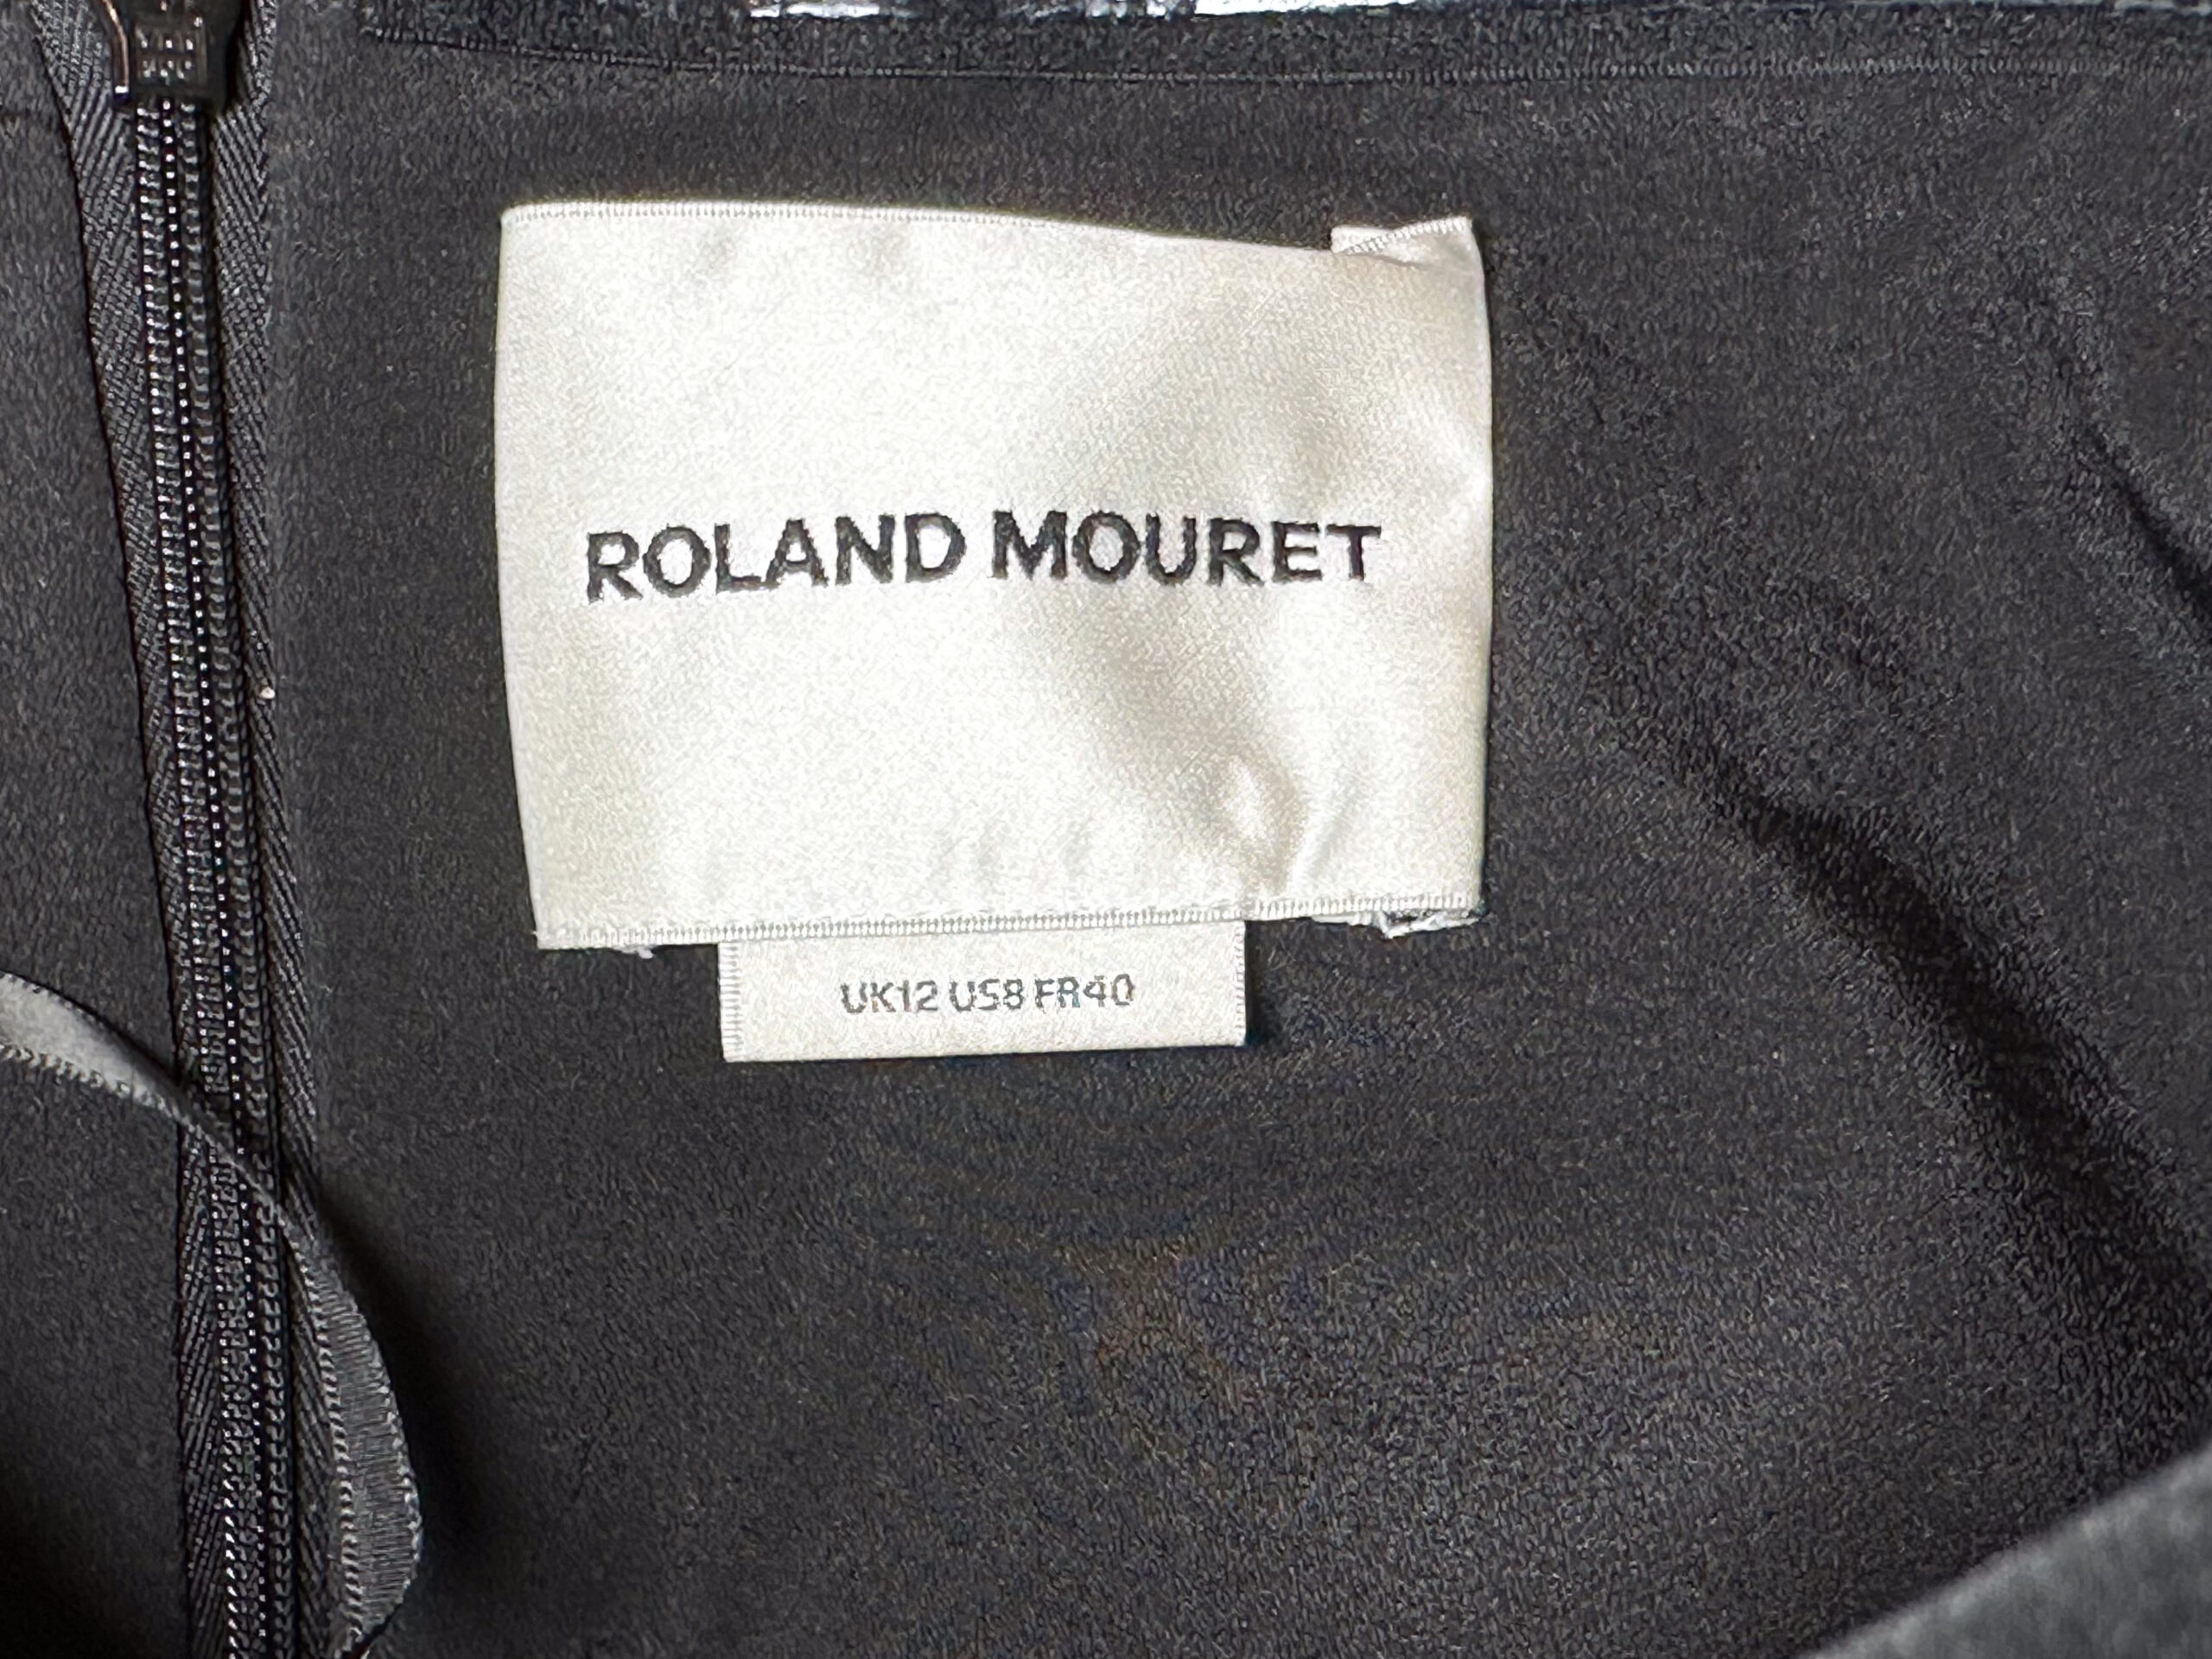 ROLAND MOURET
UK12 US8 FR40